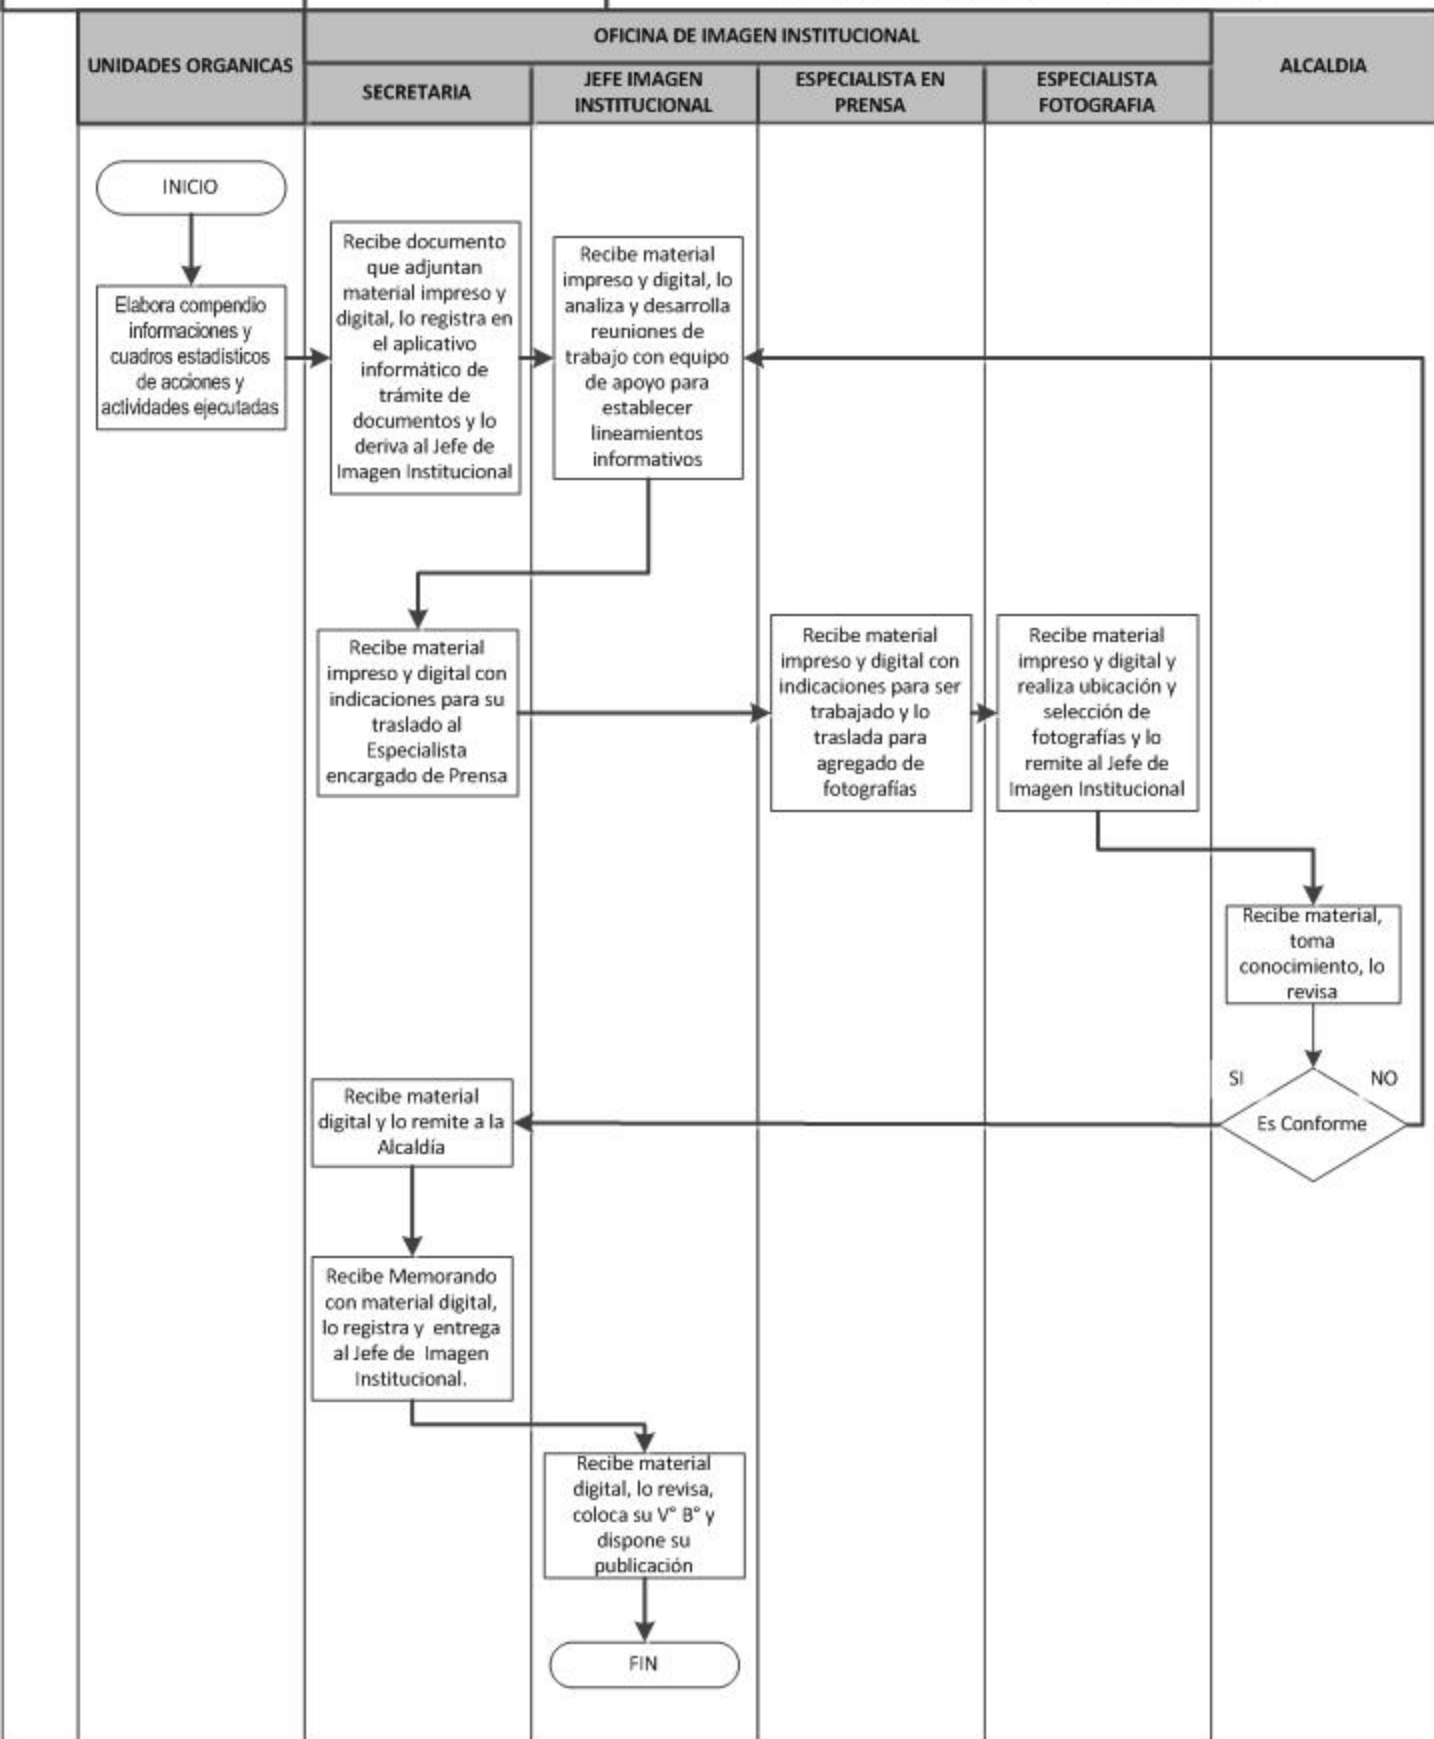 UNIDADES ORGANICAS
OFICINA DE IMAGEN INSTITUCIONAL
SECRETARIA
JEFE IMAGEN
INSTITUCIONAL
ESPECIALISTA EN
PRENSA
ESPECIALISTA
FOTOGRAFIA
ALCALDIA
INICIO
Elabora compendio
informaciones y
cuadros estadísticos
de acciones y
actividades ejecutadas
Recibe documento
que adjuntan
material impreso y
digital, lo registra en
el aplicativo
informático de
trámite de
documentos y lo
deriva al Jefe de
Imagen Institucional
Recibe material
impreso y digital, lo
analiza y desarrolla
reuniones de
trabajo con equipo
de apoyo para
establecer
lineamientos
informativos
Recibe material
impreso y digital con
indicaciones para su
traslado al
Especialista
encargado de Prensa
Recibe material
impreso y digital con
indicaciones para ser
trabajado y lo
traslada para
agregado de
fotografías
Recibe material
impreso y digital y
realiza ubicación y
selección de
fotografías y lo
remite al Jefe de
Imagen Institucional
Recibe material,
toma
conocimiento, lo
revisa
SI
NO
Es Conforme
Recibe material
digital y lo remite a la
Alcaldía
Recibe Memorando
con material digital,
lo registra y entrega
al Jefe de Imagen
Institucional.
Recibe material
digital, lo revisa,
coloca su V° B° y
dispone su
publicación
FIN